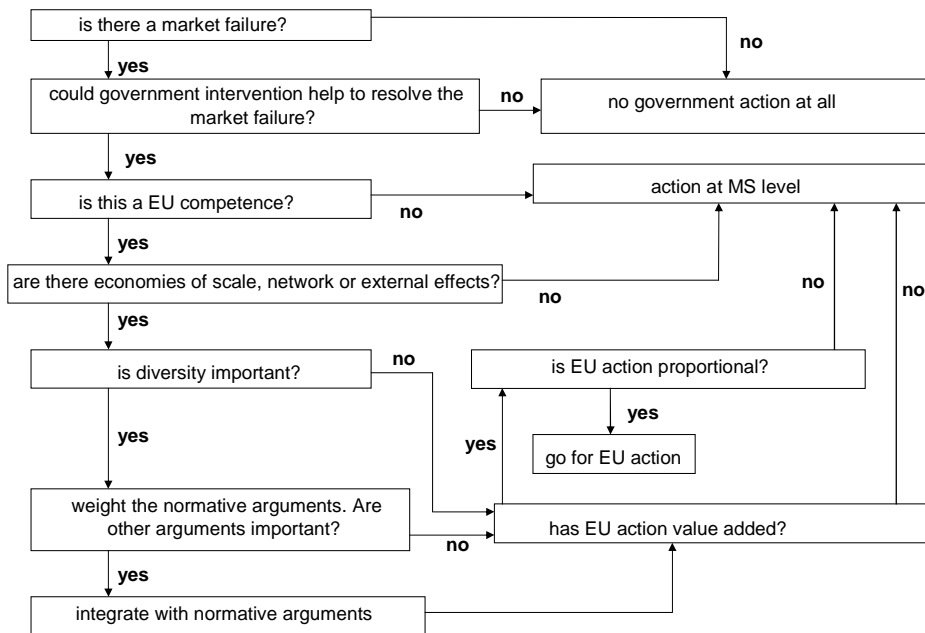 is there a market failure?
no
yes
could government intervention help to resolve the
market failure?
no
no government action at all
yes
is this a EU competence?
no
action at MS level
yes
are there economies of scale, network or external effects?
no
no
no
yes
is diversity important?
no
is EU action proportional?
yes
yes
yes
go for EU action
weight the normative arguments. Are
other arguments important?
no
has EU action value added?
yes
integrate with normative arguments